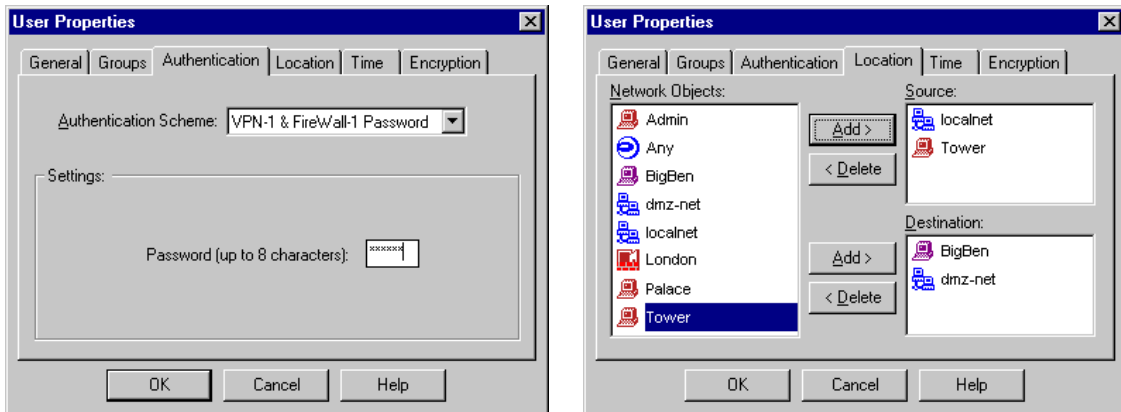 User Properties
General Groups Authentication Location Time Encryption
Authentication Scheme: VPN-1 & FireWall-1 Password
Settings:
Password (up to 8 characters): ××××××
OK Cancel Help
User Properties
General Groups Authentication Location Time Encryption
Network Objects:
Admin
Any
BigBen
dmz-net
localnet
London
Palace
Tower
Add >
< Delete
Add >
< Delete
Source:
localnet
Tower
Destination:
BigBen
dmz-net
OK Cancel Help